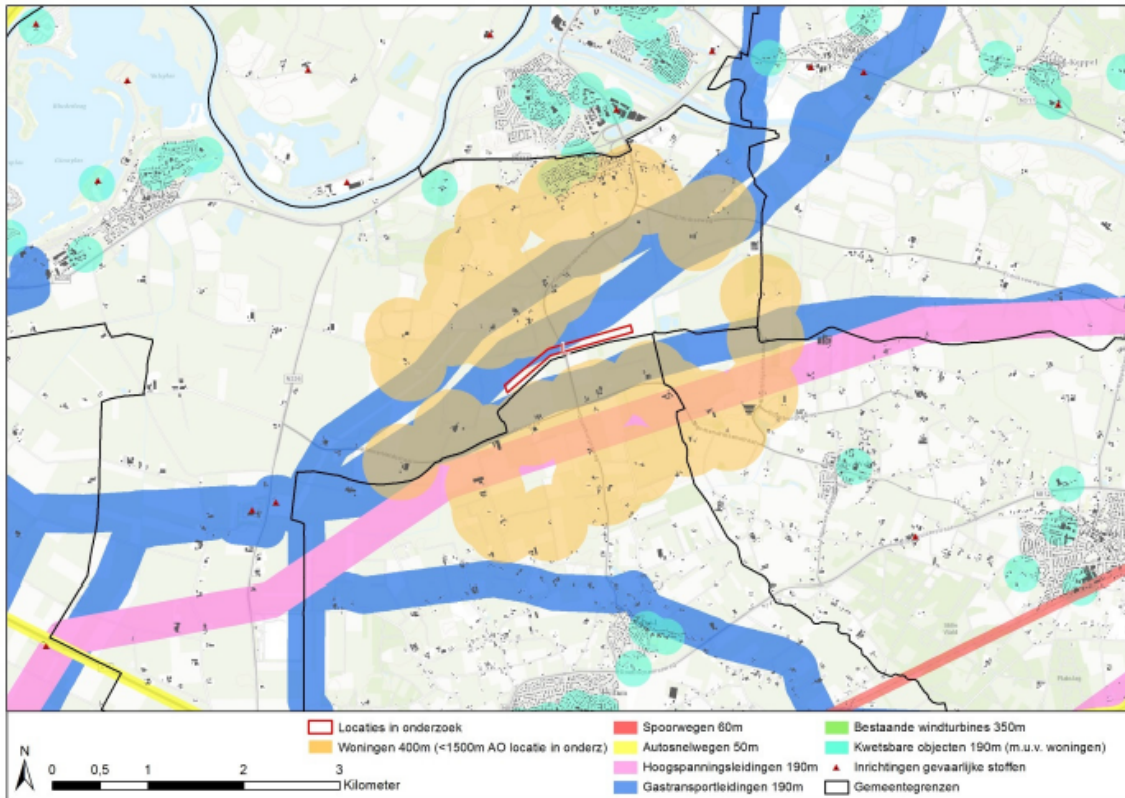 N336
Locaties in onderzoek
Woningen 400m (<1500m AO locatie in onderz)
Spoorwegen 60m
Autosnelwegen 50m
Hoogspanningsleidingen 190m
Gastransportleidingen 190m
Bestaande windturbines 350m
Kwetsbare objecten 190m (m.u.v. woningen)
Inrichtingen gevaarlijke stoffen
Gemeentegrenzen
N
0 0,5 1 2 3
Kilometer